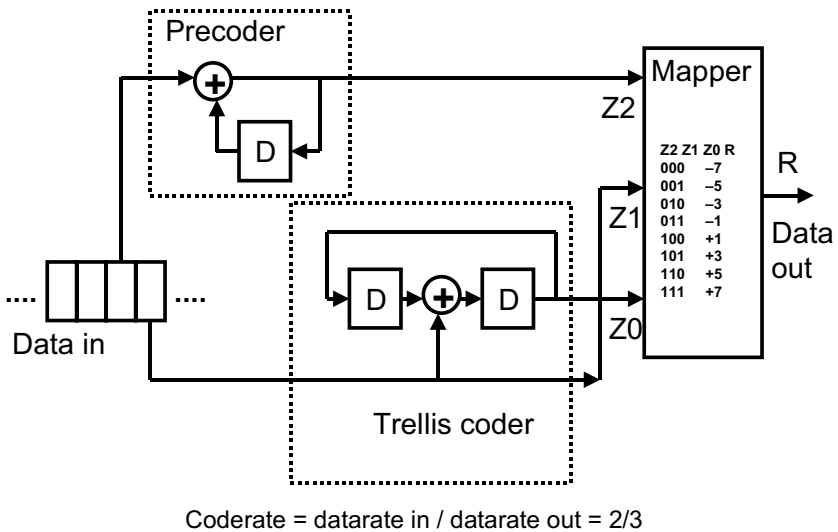 Precoder
+
D
Z2
Mapper
Z2 Z1 Z0 R
000 –7
001 –5
010 –3
011 –1
100 +1
101 +3
110 +5
111 +7
R
Data
out
Z1
D
+
D
Z0
....
....
Data in
Trellis coder
Coderate = datarate in / datarate out = 2/3